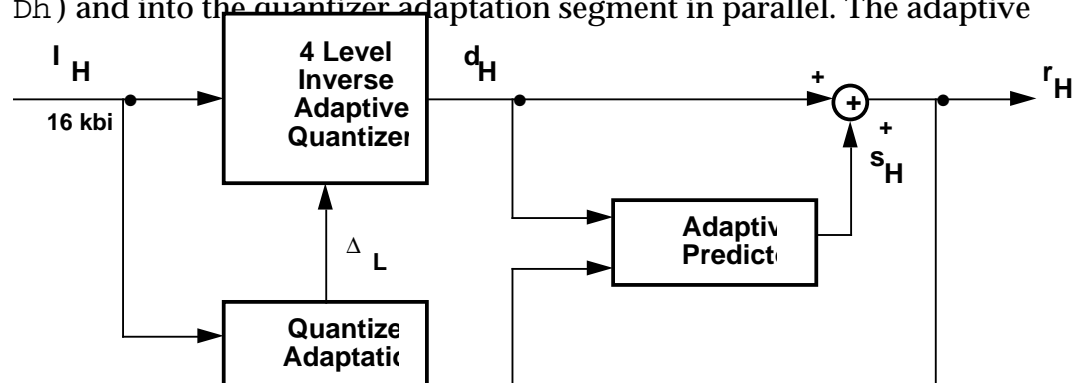 Dh) and into the quantizer adaptation segment in parallel. The adaptive
I H
4 Level
Inverse
Adaptive
Quantizer
d H
+
+
r H
16 kbi
+
s H
Δ L
Adaptiv
Predict
Quantize
Adaptatic